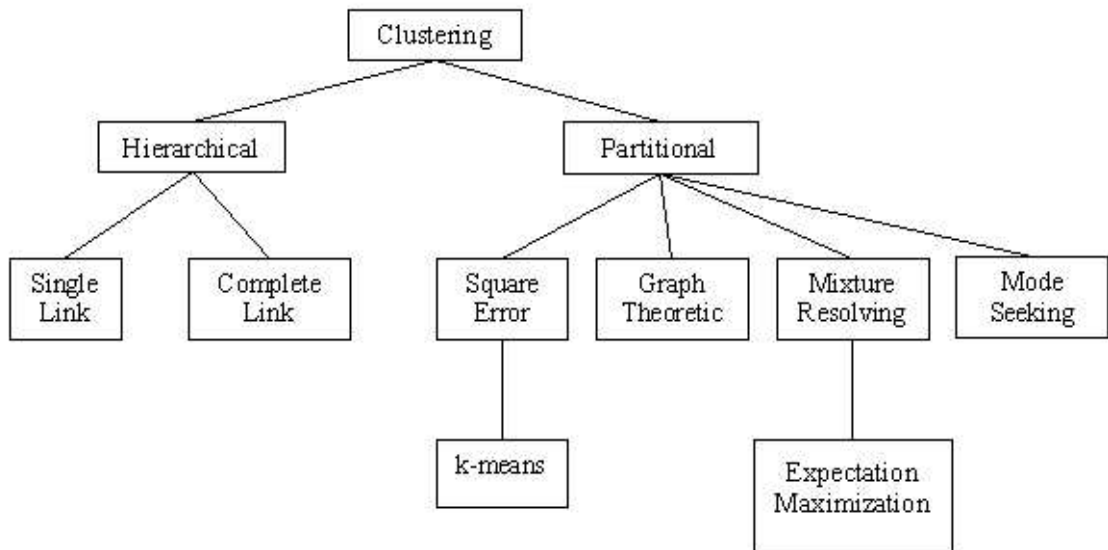 Clustering
Hierarchical
Partitional
Single
Link
Complete
Link
Square
Error
Graph
Theoretic
Mixture
Resolving
Mode
Seeking
k-means
Expectation
Maximization